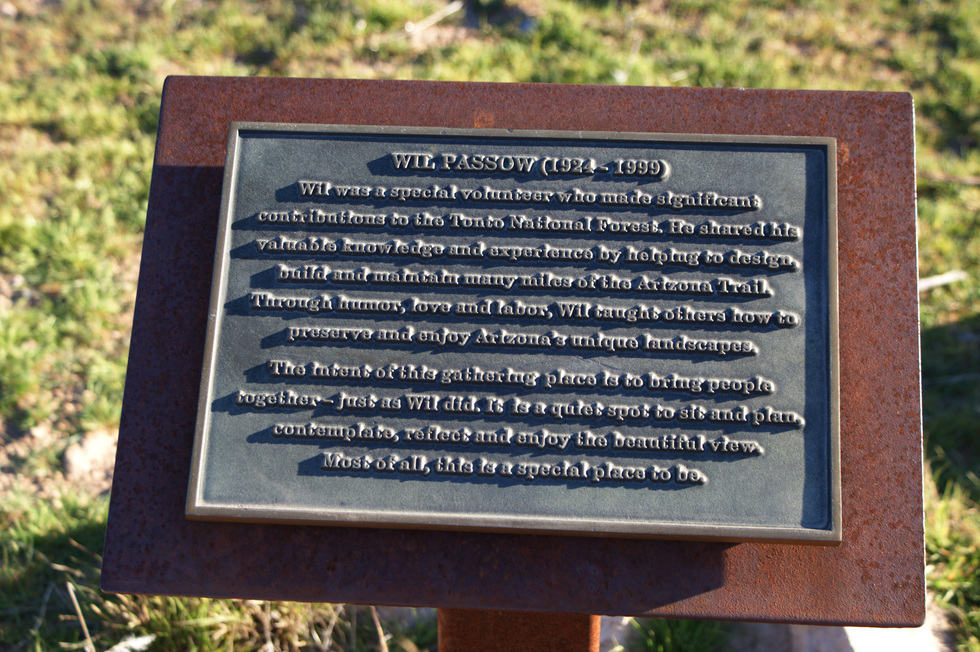 WIL PASSOW (1924 - 1999)
Wil was a special volunteer who made significant
contributions to the Tonto National Forest. He shared his
valuable knowledge and experience by helping to design,
build and maintain many miles of the Arizona Trail.
Through humor, love and labor, Wil taught others how to
preserve and enjoy Arizona's unique landscapes.
The intent of this gathering place is to bring people
together - just as Wil did. It is a quiet spot to sit and plan,
contemplate, reflect and enjoy the beautiful view.
Most of all, this is a special place to be.